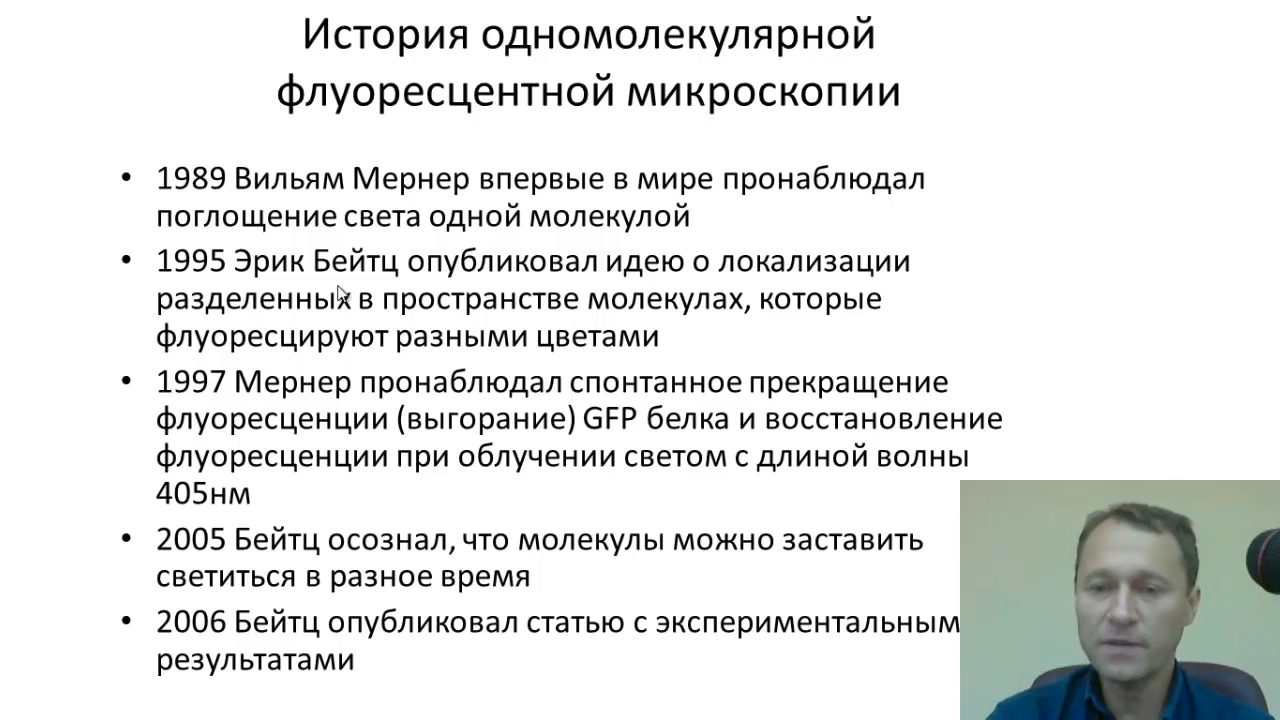 История одномолекулярной
флуоресцентной микроскопии
• 1989 Вильям Мернер впервые в мире пронаблюдал
поглощение света одной молекулой
• 1995 Эрик Бейтц опубликовал идею о локализации
разделенных в пространстве молекулах, которые
флуоресцируют разными цветами
• 1997 Мернер пронаблюдал спонтанное прекращение
флуоресценции (выгорание) GFP белка и восстановление
флуоресценции при облучении светом с длиной волны
405нм
• 2005 Бейтц осознал, что молекулы можно заставить
светиться в разное время
• 2006 Бейтц опубликовал статью с экспериментальным
результатами